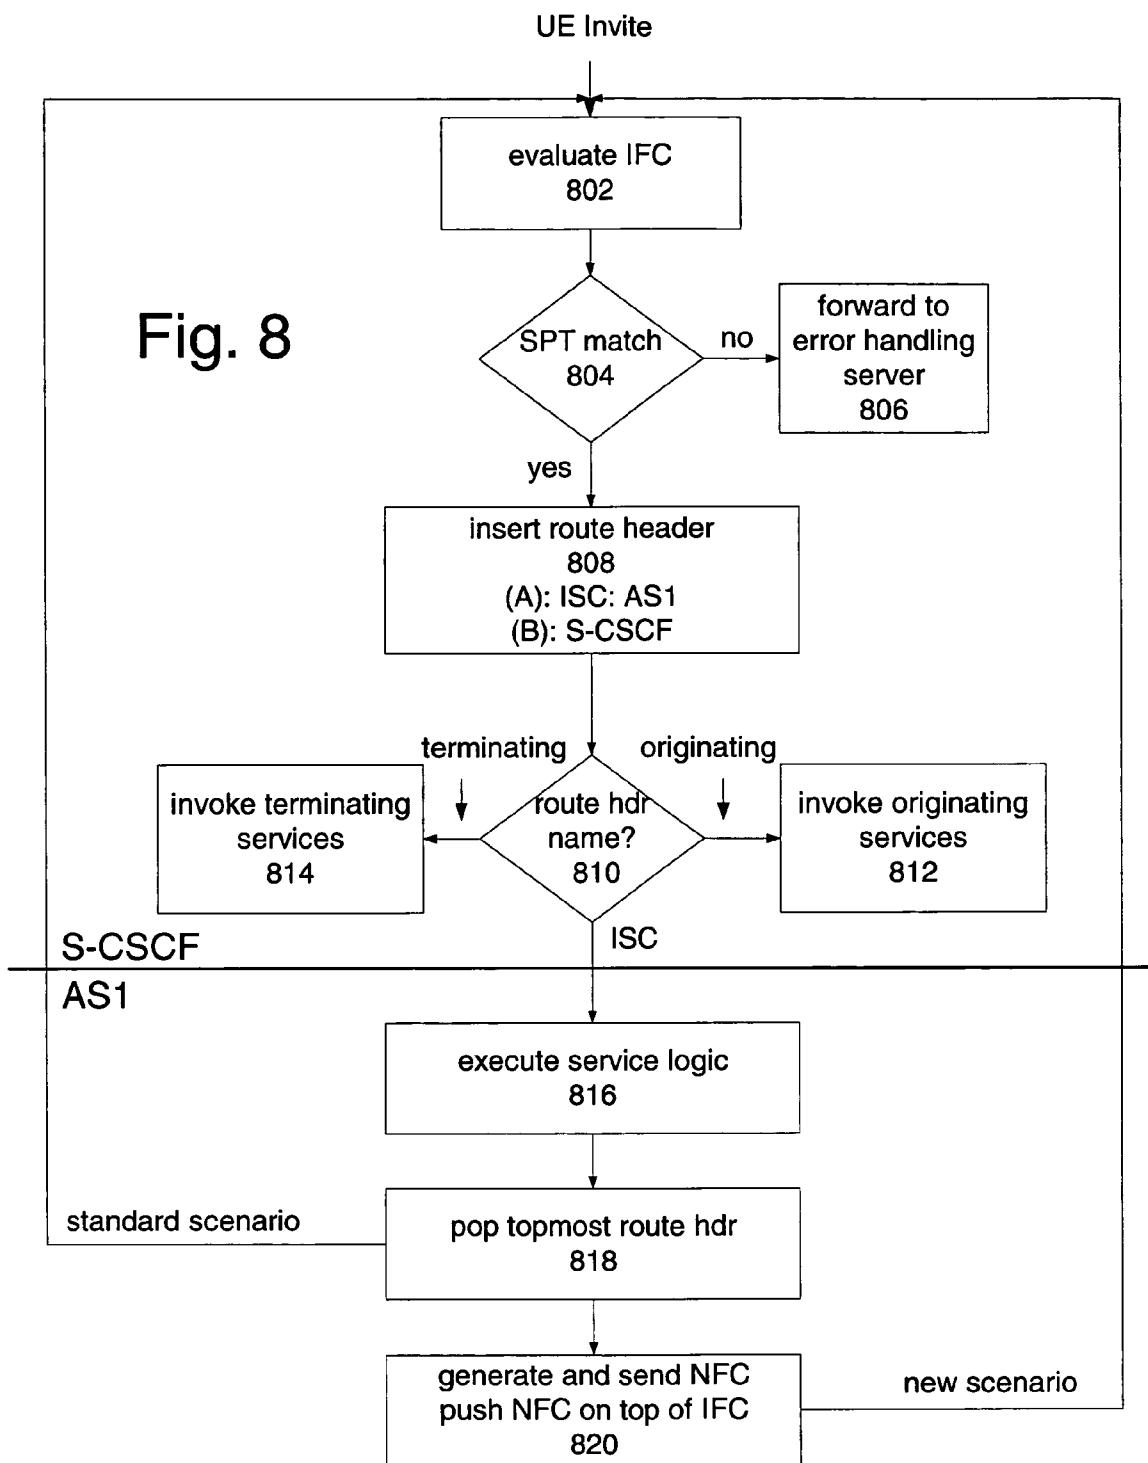 UE Invite
evaluate IFC
802
Fig. 8
SPT match
804
no
forward to
error handling
server
806
yes
insert route header
808
(A): ISC: AS1
(B): S-CSCF
terminating
originating
invoke terminating
services
814
route hdr
name?
810
invoke originating
services
812
ISC
S-CSCF
AS1
execute service logic
816
standard scenario
pop topmost route hdr
818
generate and send NFC
push NFC on top of IFC
820
new scenario